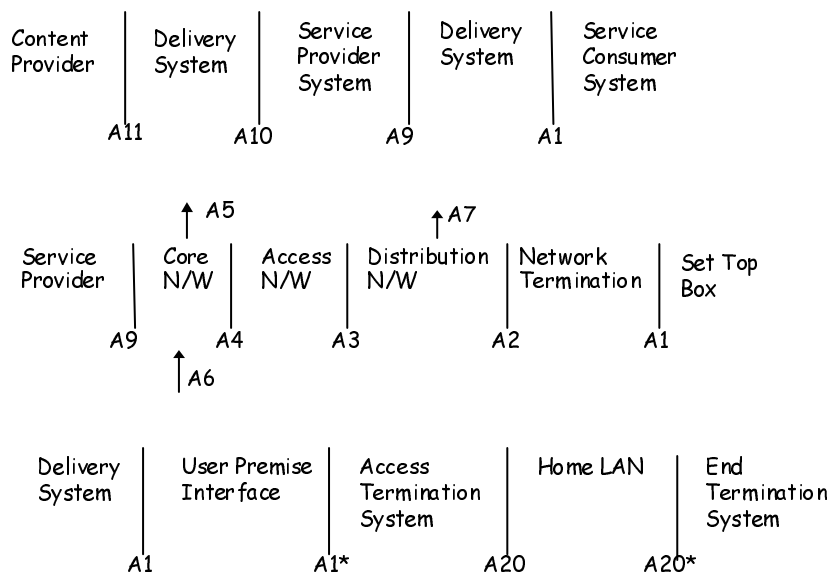 Content
Provider
Delivery
System
Service
Provider
System
Delivery
System
Service
Consumer
System
A11
A10
A9
A1
A5
A7
Service
Provider
Core
N/W
Access
N/W
Distribution
N/W
Network
Termination
Set Top
Box
A9
A4
A3
A2
A1
A6
Delivery
System
User Premise
Interface
Access
Termination
System
Home LAN
End
Termination
System
A1
A1*
A20
A20*